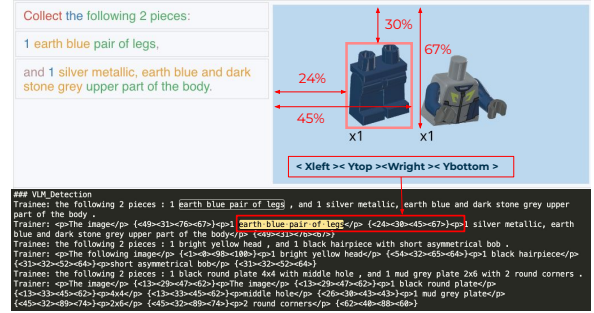 Collect the following 2 pieces:
1 earth blue pair of legs,
and 1 silver metallic, earth blue and dark
stone grey upper part of the body.
30%
67%
24%
45%
x1
x1
< Xleft >< Ytop ><Wright >< Ybottom >
### VLM_Detection
Trainer: the following 2 pieces : 1 earth blue pair of legs , and 1 silver metallic, earth blue and dark stone grey upper
part of the body .
Trainer: <p>The image</p> {<49><31><76><67>}<p>1 earth·blue·pair·of·legs</p> {<24><30><45><67>}<p>1 silver metallic, earth
blue and dark stone grey upper part of the body</p> {<49><31><76><67>}
Trainer: the following 2 pieces : 1 bright yellow head , and 1 black hairpiece with short asymmetrical bob .
Trainer: <p>The following image</p> {<1><0><98><100>}<p>1 bright yellow head</p> {<54><32><65><64>}<p>1 black hairpiece</p>
{<31><32><52><64>}<p>short asymmetrical bob</p> {<31><32><52><64>}
Trainer: the following 2 pieces : 1 black round plate 4x4 with middle hole , and 1 mud grey plate 2x6 with 2 round corners .
Trainer: <p>The image</p> {<13><29><47><62>}<p>The image</p> {<13><29><47><62>}<p>1 black round plate</p>
{<13><33><45><62>}<p>4x4</p> {<13><33><45><62>}<p>middle hole</p> {<26><30><43><43>}<p>1 mud grey plate</p>
{<45><32><89><74>}<p>2x6</p> {<45><32><89><74>}<p>2 round corners</p> {<62><40><88><60>}